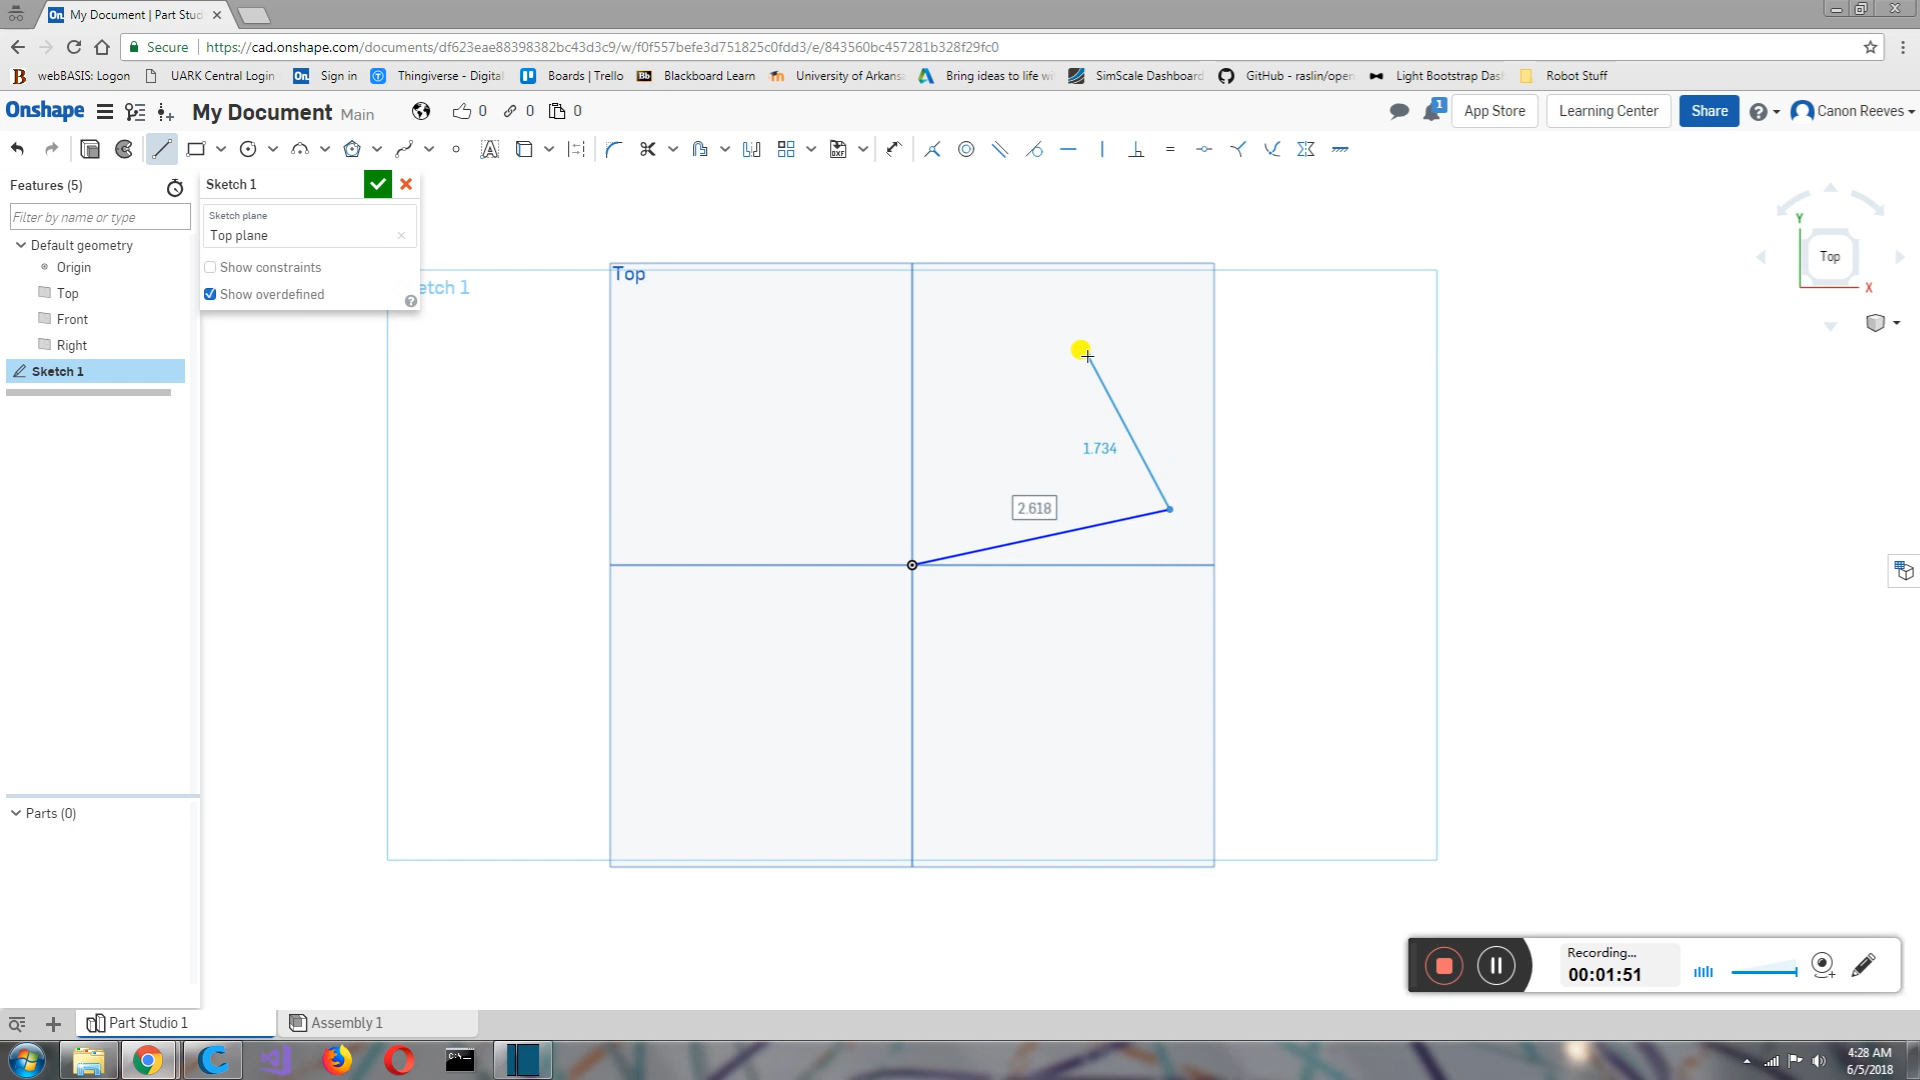 On My Document | Part Stud
Secure https://cad.onshape.com/documents/df623eae88398382bc43d3c9/w/f0f557befe3d751825c0fdd3/e/843560bc457281b328f29fc0
B webBASIS: Logon UARK Central Login On Sign in T Thingiverse - Digital Boards | Trello Bb Blackboard Learn University of Arkans Bring ideas to life wi SimScale Dashboard GitHub - raslin/open Light Bootstrap Das Robot Stuff
Onshape My Document Main 0 0 0 1 App Store Learning Center Share Canon Reeves
DXF
Features (5)
Filter by name or type
Default geometry
Origin
Top
Front
Right
Sketch 1
Parts (0)
Sketch 1
Sketch plane
Top plane
Show constraints
Show overdefined
etch 1
Top
1.734
2.618
Y
Top
X
Recording...
00:01:51
Part Studio 1 Assembly 1
4:28 AM
6/5/2018